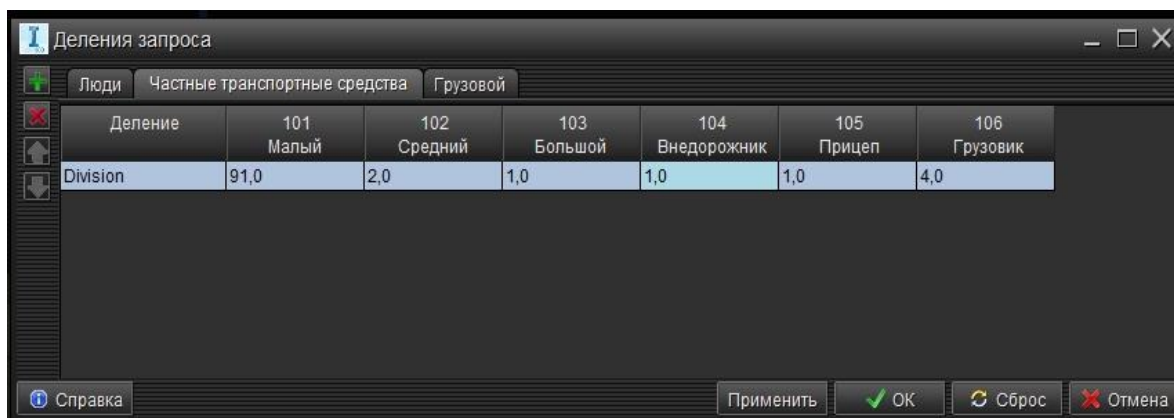 Деления запроса
Люди Частные транспортные средства Грузовой
Деление 101 Малый 102 Средний 103 Большой 104 Внедорожник 105 Прицеп 106 Грузовик
Division 91,0 2,0 1,0 1,0 1,0 4,0
Справка Применить ОК Сброс Отмена